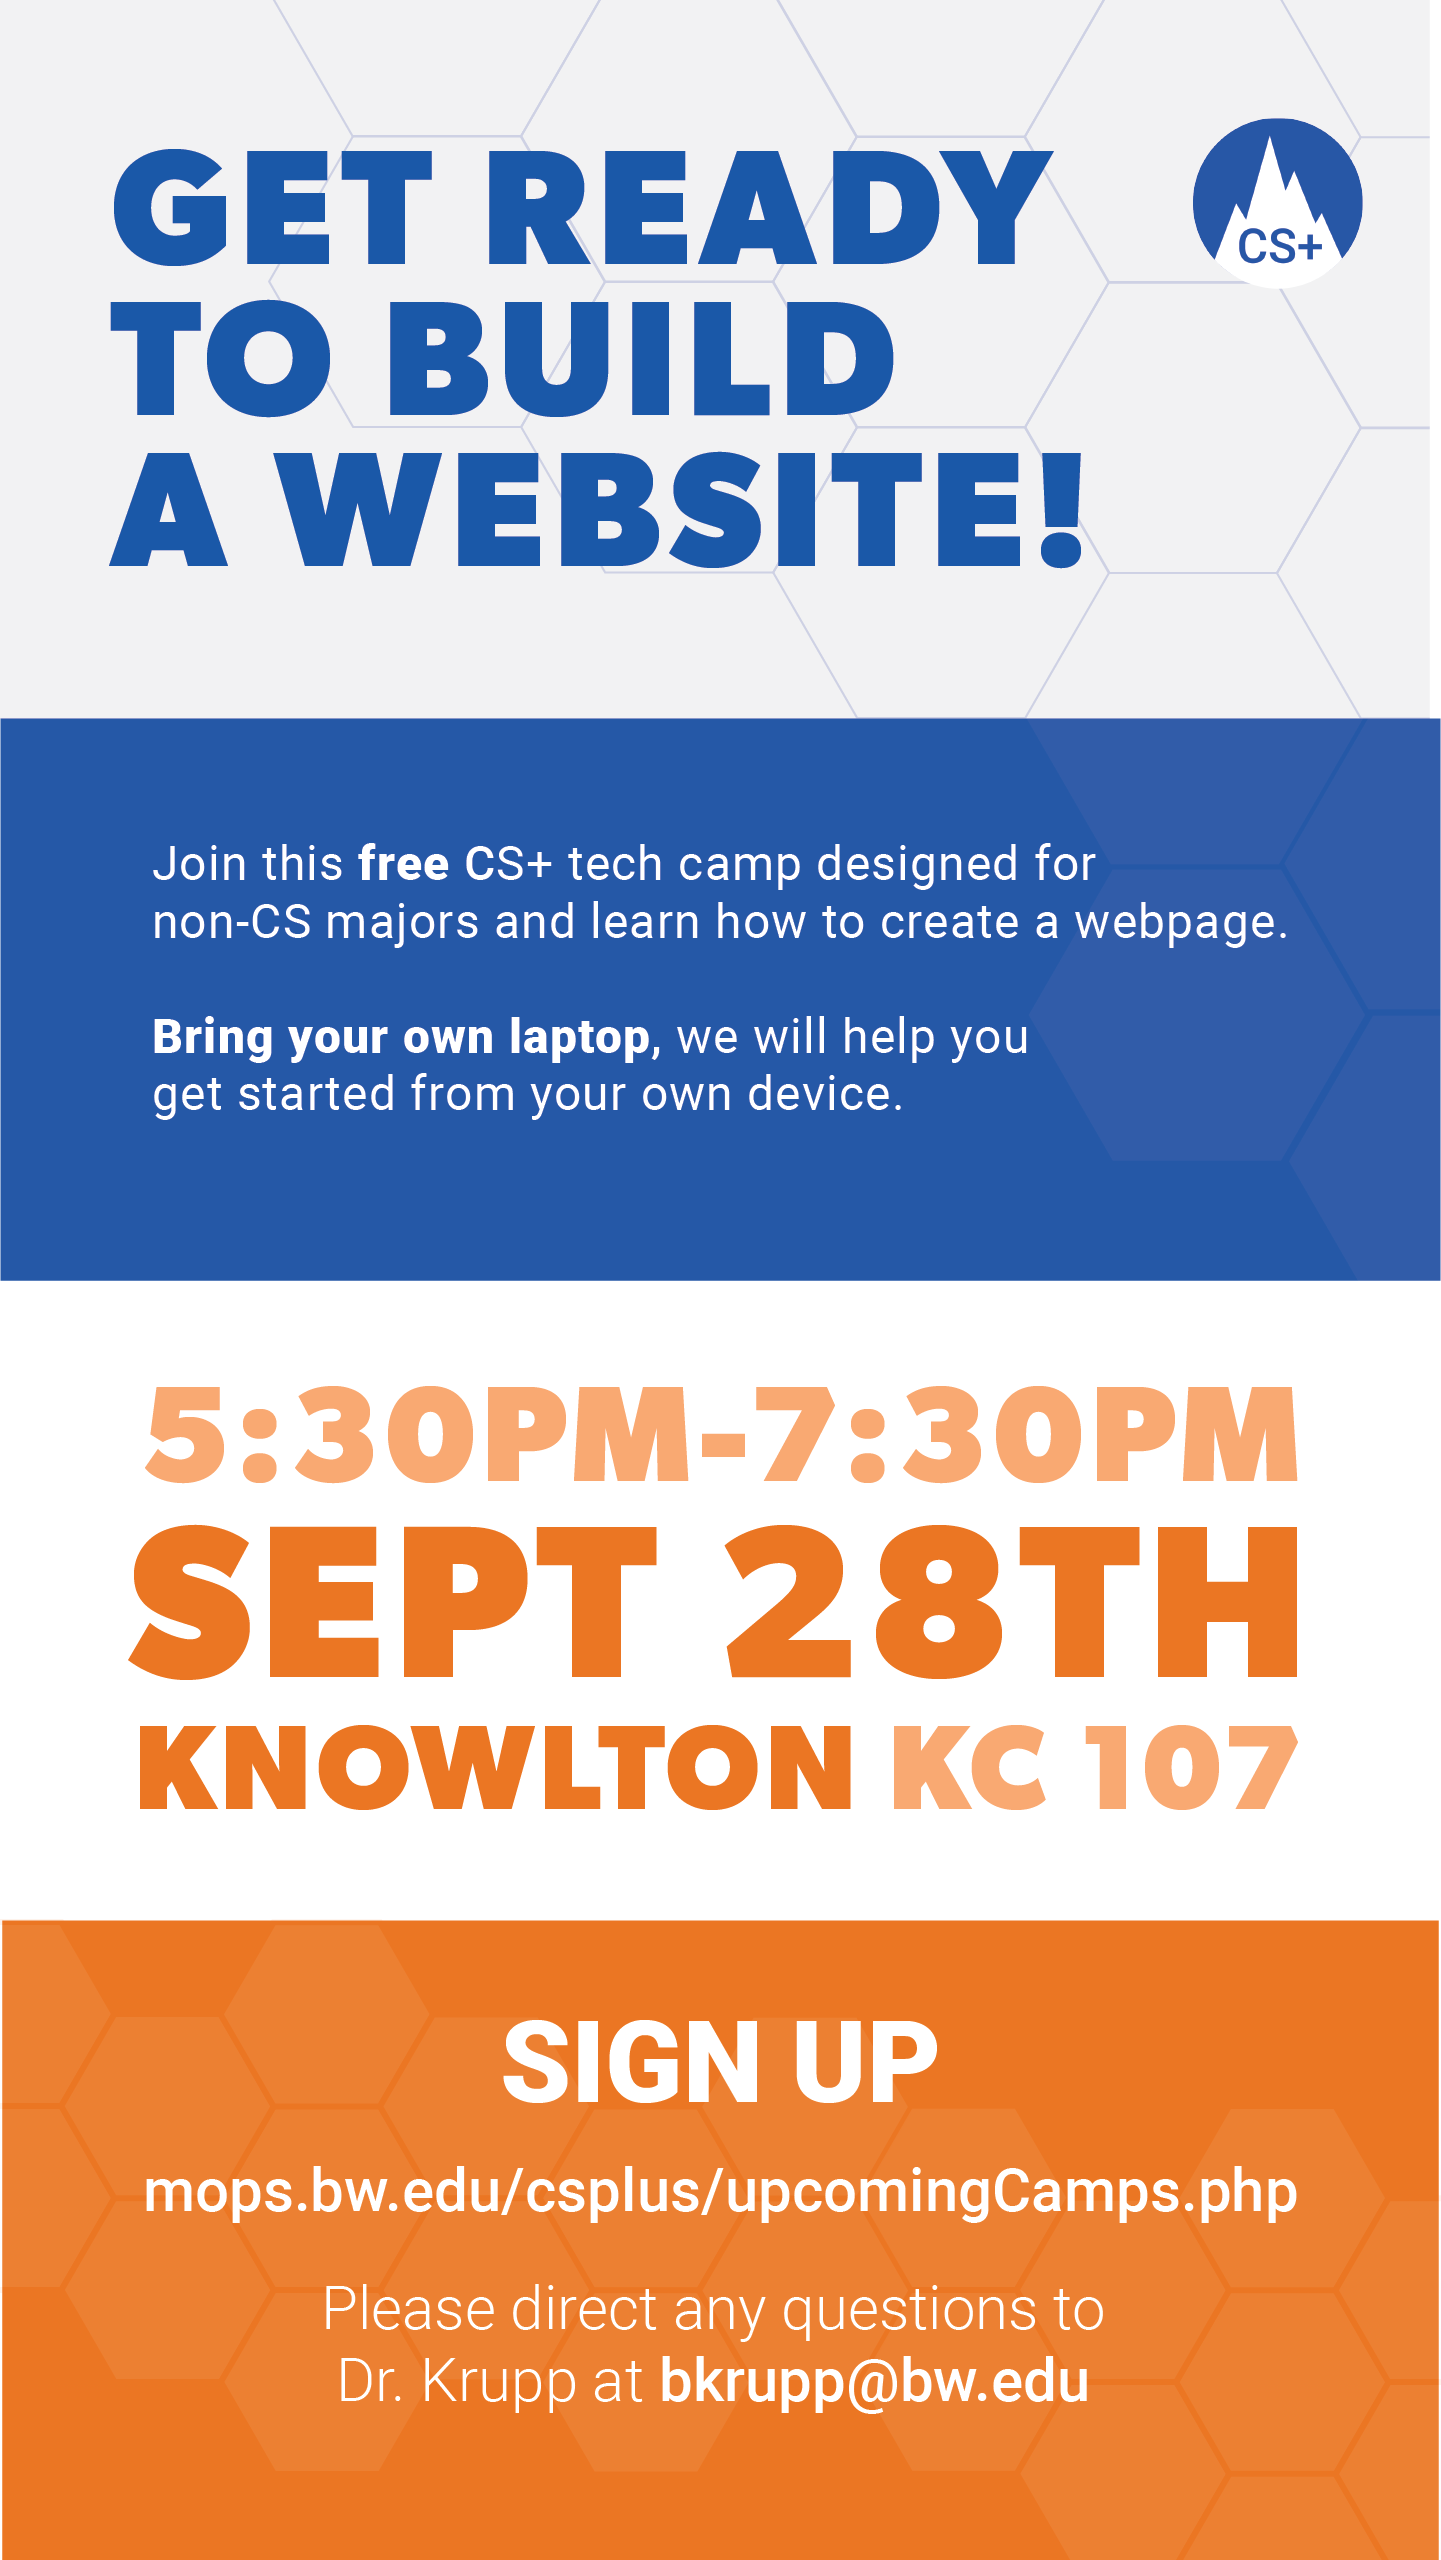 GET READY
TO BUILD
A WEBSITE!
CS+
Join this free CS+ tech camp designed for
non-CS majors and learn how to create a webpage.
Bring your own laptop, we will help you
get started from your own device.
5:30PM-7:30PM
SEPT 28TH
KNOWLTON KC 107
SIGN UP
mops.bw.edu/csplus/upcomingCamps.php
Please direct any questions to
Dr. Krupp at bkrupp@bw.edu